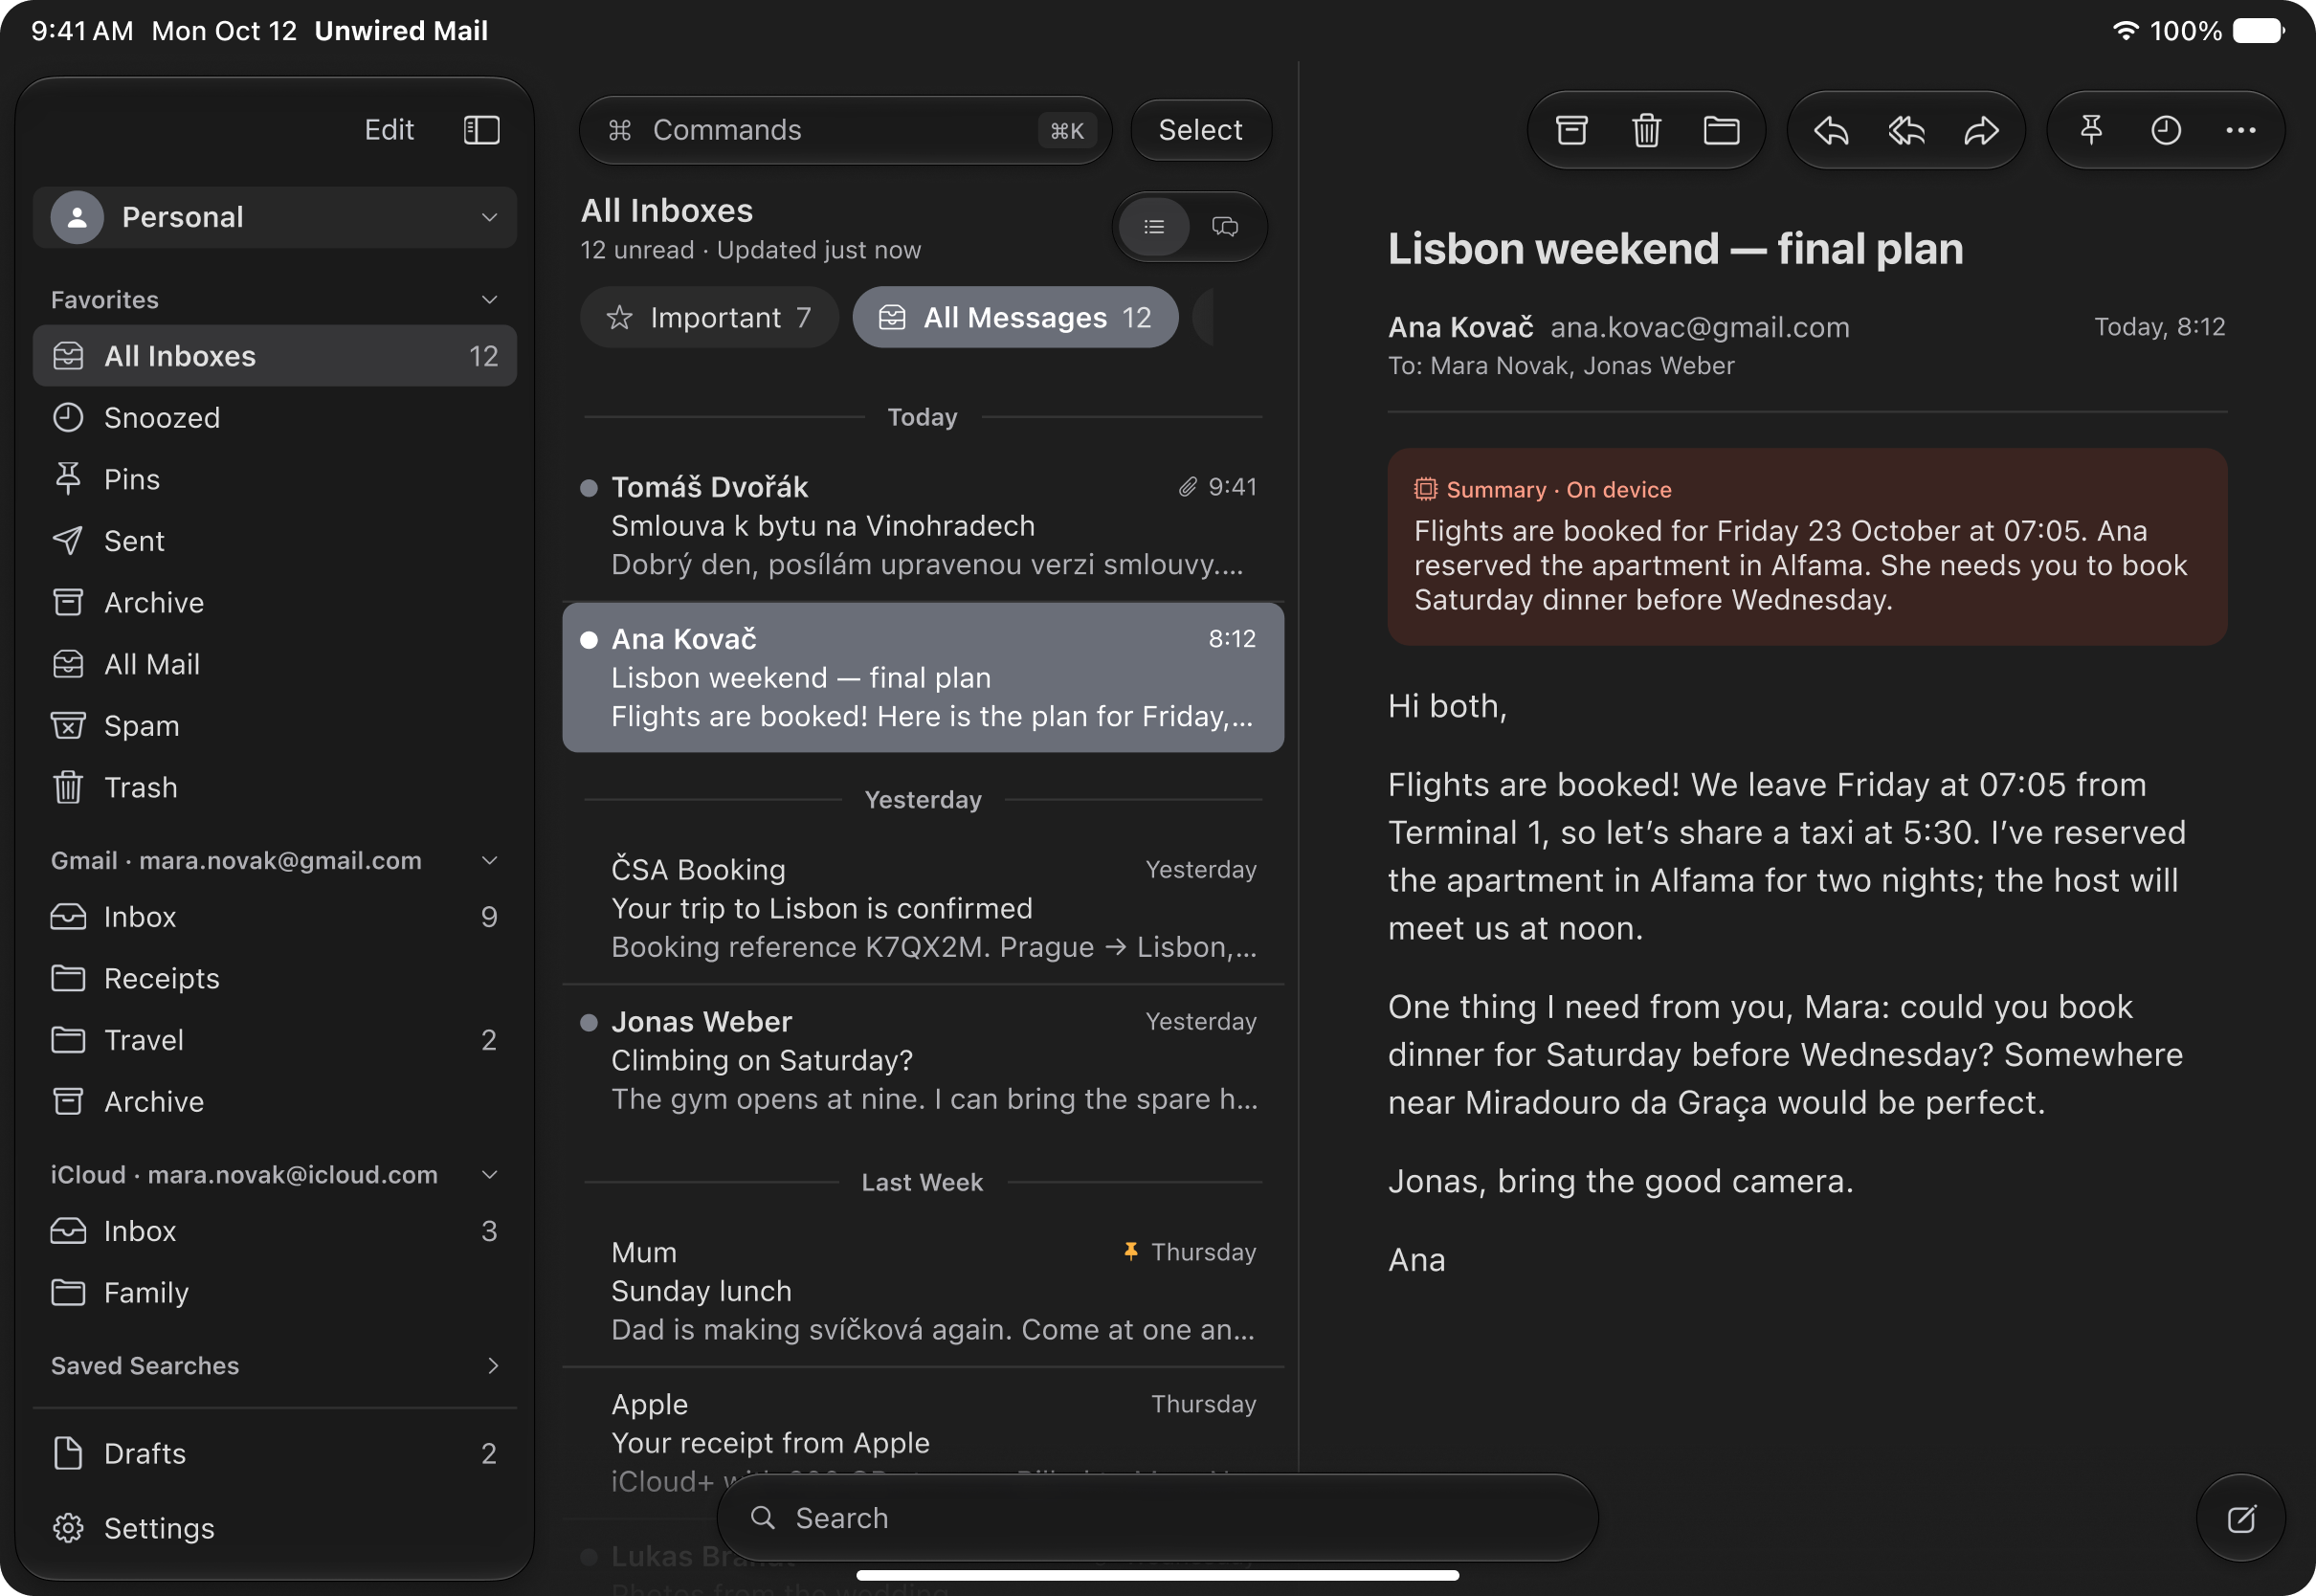 9:41 AM Mon Oct 12 Unwired Mail
100%
Edit
Personal
Favorites
All Inboxes 12
Snoozed
Pins
Sent
Archive
All Mail
Spam
Trash
Gmail · mara.novak@gmail.com
Inbox 9
Receipts
Travel 2
Archive
iCloud · mara.novak@icloud.com
Inbox 3
Family
Saved Searches
Drafts 2
Settings
Commands ⌘K
Select
All Inboxes
12 unread · Updated just now
Important 7
All Messages 12
Today
Tomáš Dvořák 9:41
Smlouva k bytu na Vinohradech
Dobrý den, posílám upravenou verzi smlouvy....
Ana Kovač 8:12
Lisbon weekend — final plan
Flights are booked! Here is the plan for Friday,...
Yesterday
ČSA Booking Yesterday
Your trip to Lisbon is confirmed
Booking reference K7QX2M. Prague → Lisbon,...
Jonas Weber Yesterday
Climbing on Saturday?
The gym opens at nine. I can bring the spare h...
Last Week
Mum Thursday
Sunday lunch
Dad is making svíčková again. Come at one an...
Apple Thursday
Your receipt from Apple
iCloud+
Search
Lukas
Photos from the wedding
Lisbon weekend — final plan
Ana Kovač ana.kovac@gmail.com Today, 8:12
To: Mara Novak, Jonas Weber
Summary · On device
Flights are booked for Friday 23 October at 07:05. Ana
reserved the apartment in Alfama. She needs you to book
Saturday dinner before Wednesday.
Hi both,
Flights are booked! We leave Friday at 07:05 from
Terminal 1, so let’s share a taxi at 5:30. I’ve reserved
the apartment in Alfama for two nights; the host will
meet us at noon.
One thing I need from you, Mara: could you book
dinner for Saturday before Wednesday? Somewhere
near Miradouro da Graça would be perfect.
Jonas, bring the good camera.
Ana